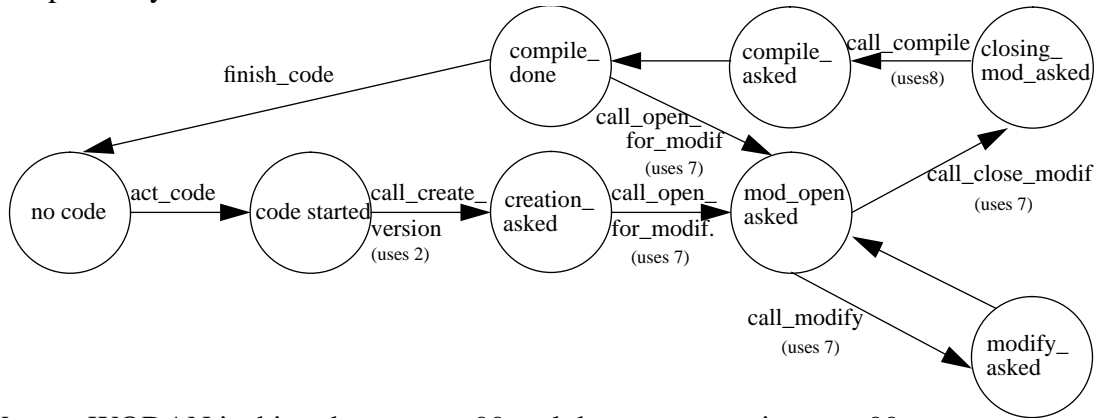 compile_
done
compile_
asked
call_compile
(uses8)
closing_
mod_asked
finish_code
call_open_
for_modif
(uses 7)
no code
act_code
code started
call_create_
version
(uses 2)
creation_
asked
call_open_
for_modif.
(uses 7)
mod_open
asked
call_close_modif
(uses 7)
call_modify
(uses 7)
modify_
asked